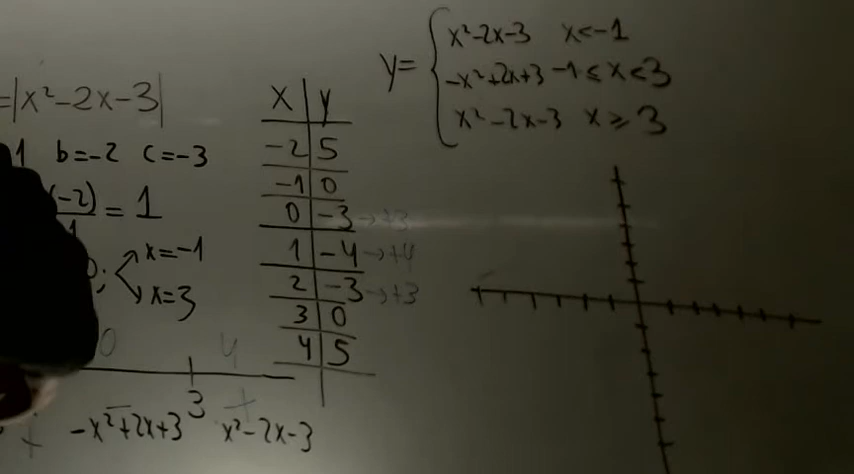 =|x²-2x-3|
1 b=-2 c=-3
(-2) = 1
x=-1
x=3
0 4
3
- +
+ -x²+2x+3 x²-2x-3
x y
-2 5
-1 0
0 -3→+3
1 -4→+4
2 -3→+3
3 0
4 5
y= { x²-2x-3 x<-1
-x²+2x+3 -1≤x<3
x²-2x-3 x≥3